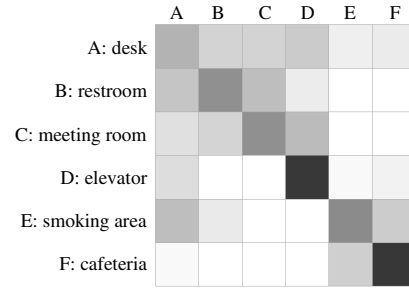 A B C D E F
A: desk
B: restroom
C: meeting room
D: elevator
E: smoking area
F: cafeteria